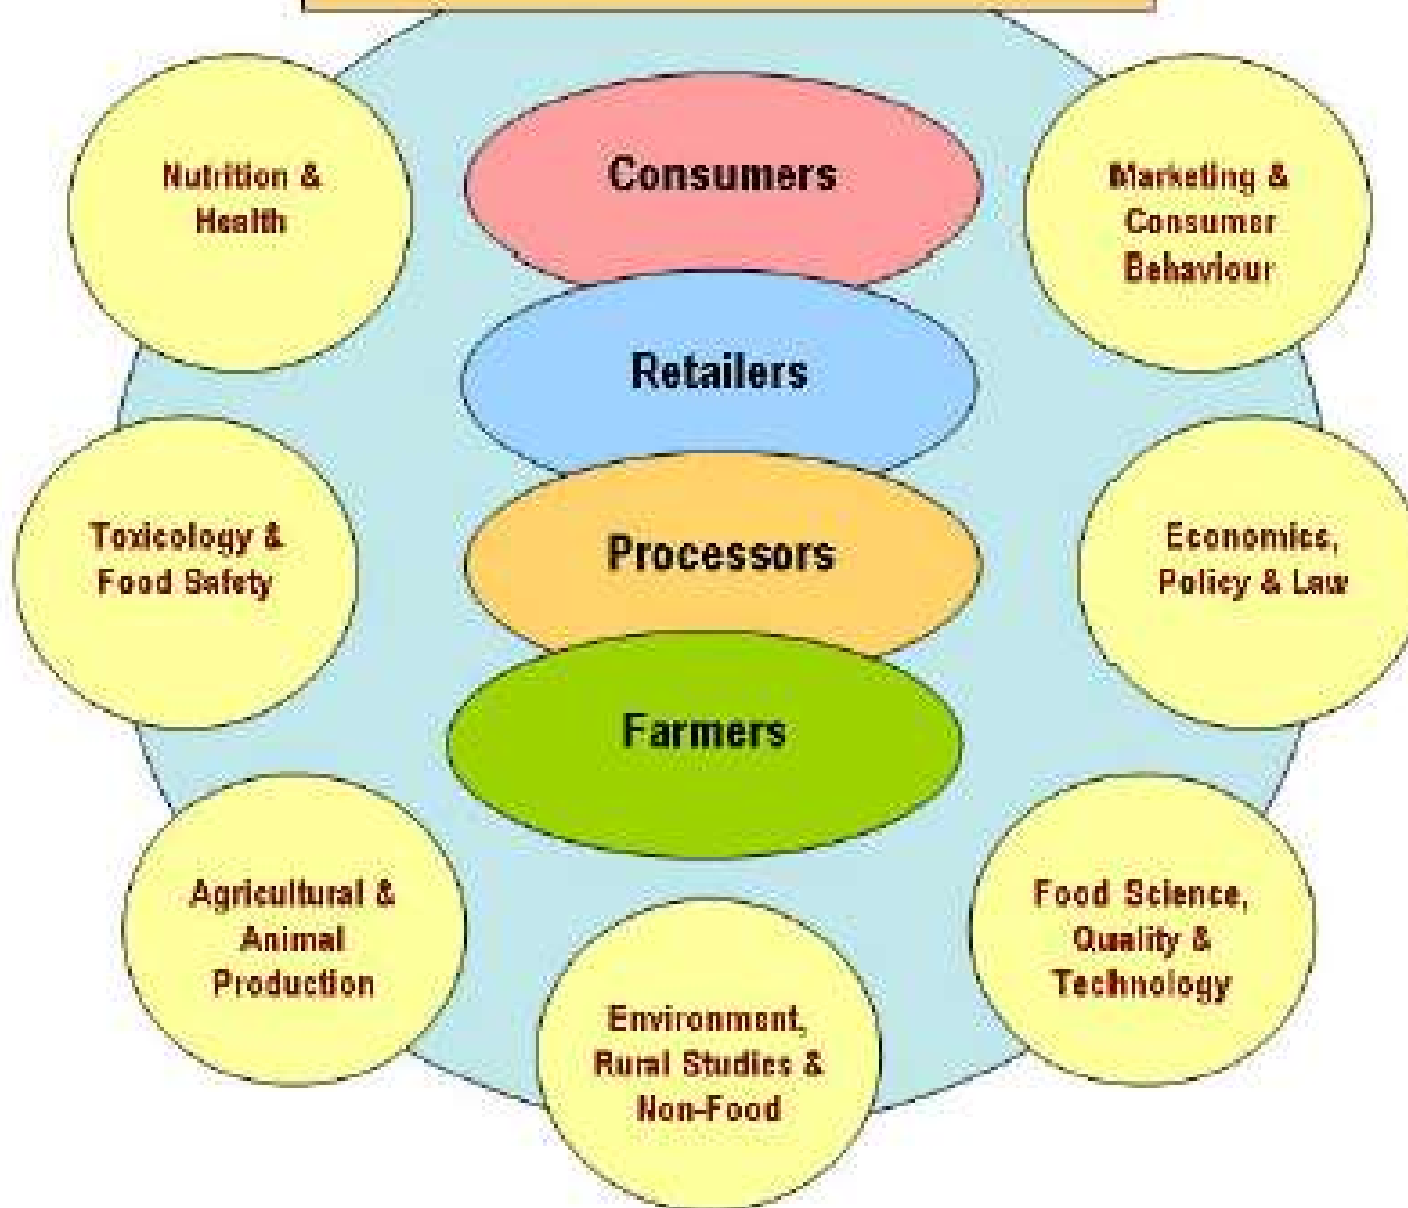 Consumers
Nutrition &
Health
Marketing &
Consumer
Behaviour
Retailers
Toxicology &
Food Safety
Processors
Economics,
Policy & Law
Farmers
Agricultural &
Animal
Production
Food Science,
Quality &
Technology
Environment,
Rural Studies &
Non-Food